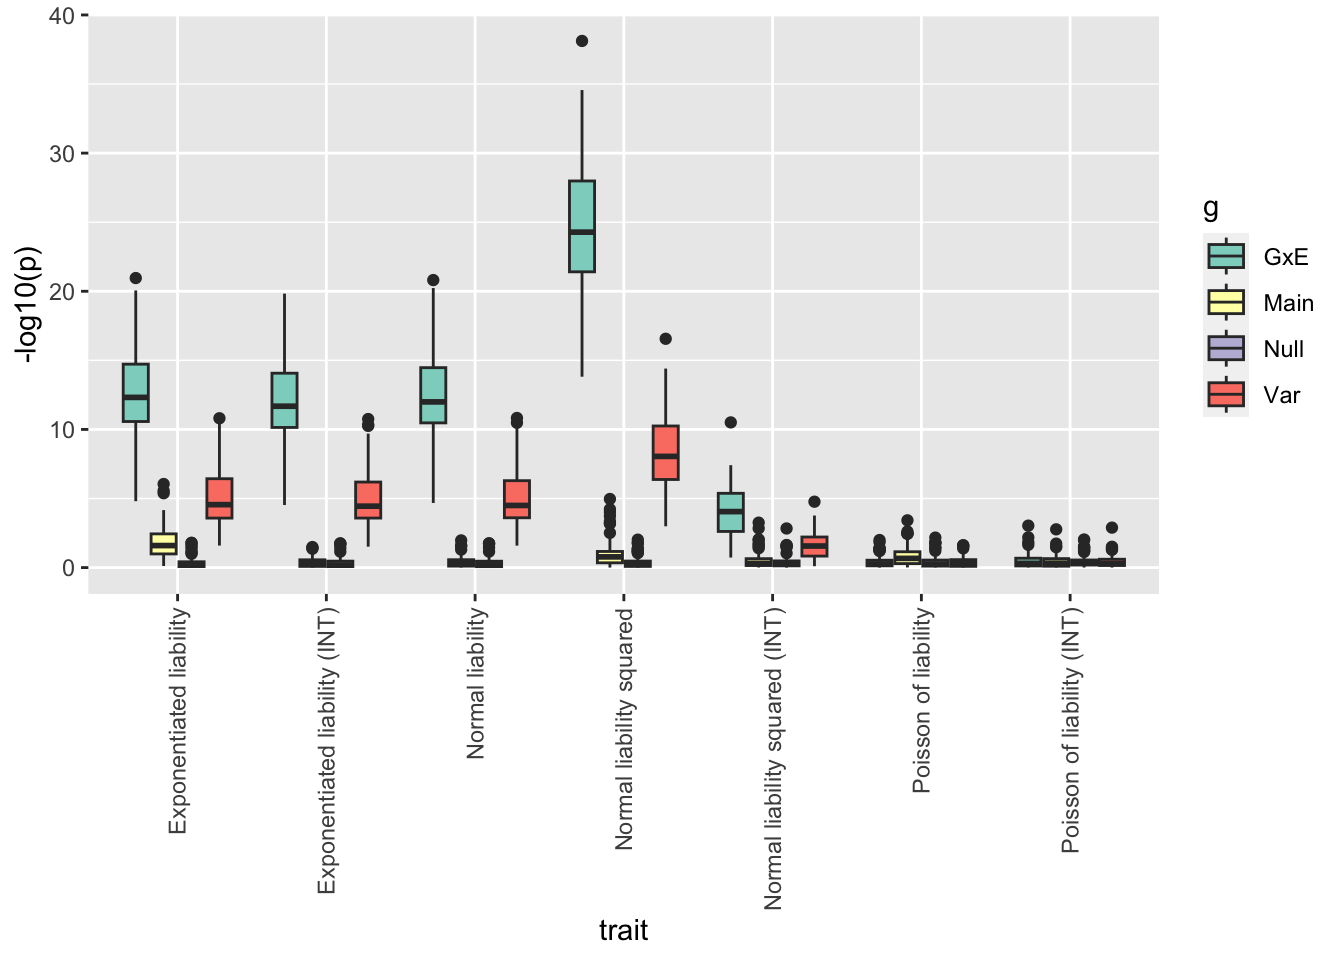 40
30
20
10
0
-log10(p)
Exponentiated liability
Exponentiated liability (INT)
Normal liability
Normal liability squared
Normal liability squared (INT)
Poisson of liability
Poisson of liability (INT)
trait
g
GxE
Main
Null
Var